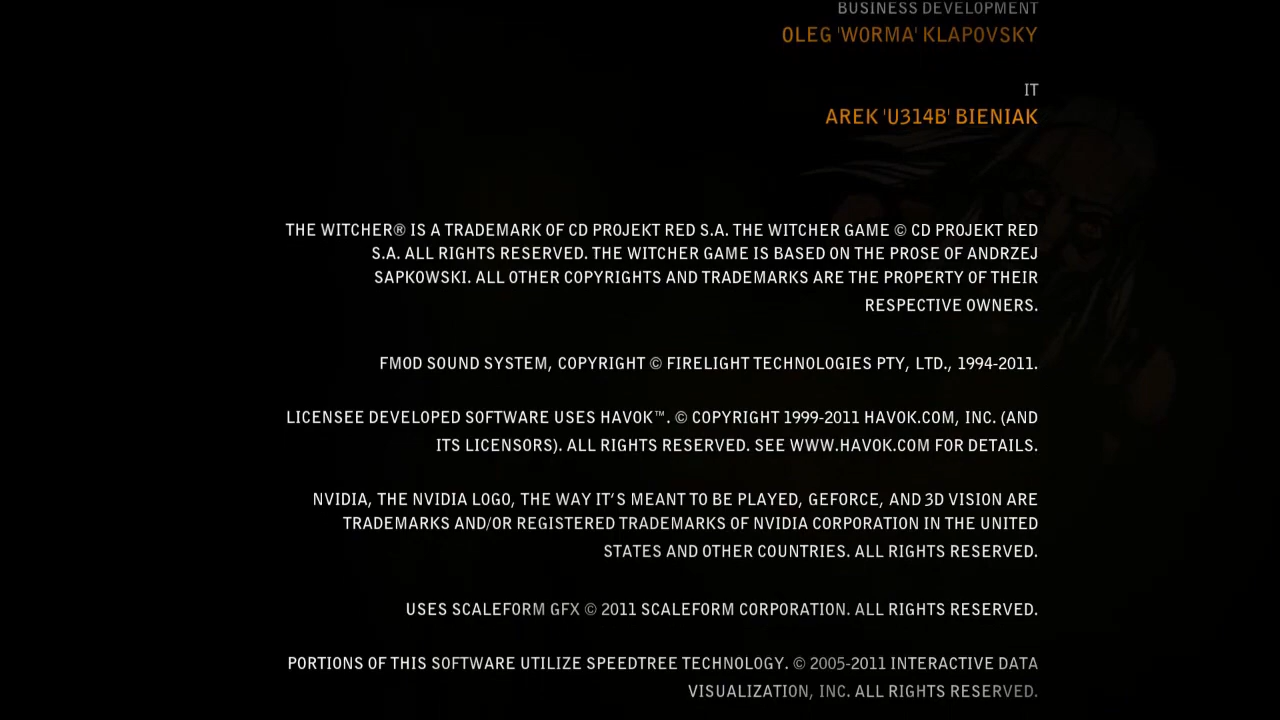 BUSINESS DEVELOPMENT
OLEG 'WORMA' KLAPOVSKY
IT
AREK 'U314B' BIENIAK
THE WITCHER® IS A TRADEMARK OF CD PROJEKT RED S.A. THE WITCHER GAME © CD PROJEKT RED
S.A. ALL RIGHTS RESERVED. THE WITCHER GAME IS BASED ON THE PROSE OF ANDRZEJ
SAPKOWSKI. ALL OTHER COPYRIGHTS AND TRADEMARKS ARE THE PROPERTY OF THEIR
RESPECTIVE OWNERS.
FMOD SOUND SYSTEM, COPYRIGHT © FIRELIGHT TECHNOLOGIES PTY, LTD., 1994-2011.
LICENSEE DEVELOPED SOFTWARE USES HAVOK™. © COPYRIGHT 1999-2011 HAVOK.COM, INC. (AND
ITS LICENSORS). ALL RIGHTS RESERVED. SEE WWW.HAVOK.COM FOR DETAILS.
NVIDIA, THE NVIDIA LOGO, THE WAY IT’S MEANT TO BE PLAYED, GEFORCE, AND 3D VISION ARE
TRADEMARKS AND/OR REGISTERED TRADEMARKS OF NVIDIA CORPORATION IN THE UNITED
STATES AND OTHER COUNTRIES. ALL RIGHTS RESERVED.
USES SCALEFORM GFX © 2011 SCALEFORM CORPORATION. ALL RIGHTS RESERVED.
PORTIONS OF THIS SOFTWARE UTILIZE SPEEDTREE TECHNOLOGY. © 2005-2011 INTERACTIVE DATA
VISUALIZATION, INC. ALL RIGHTS RESERVED.